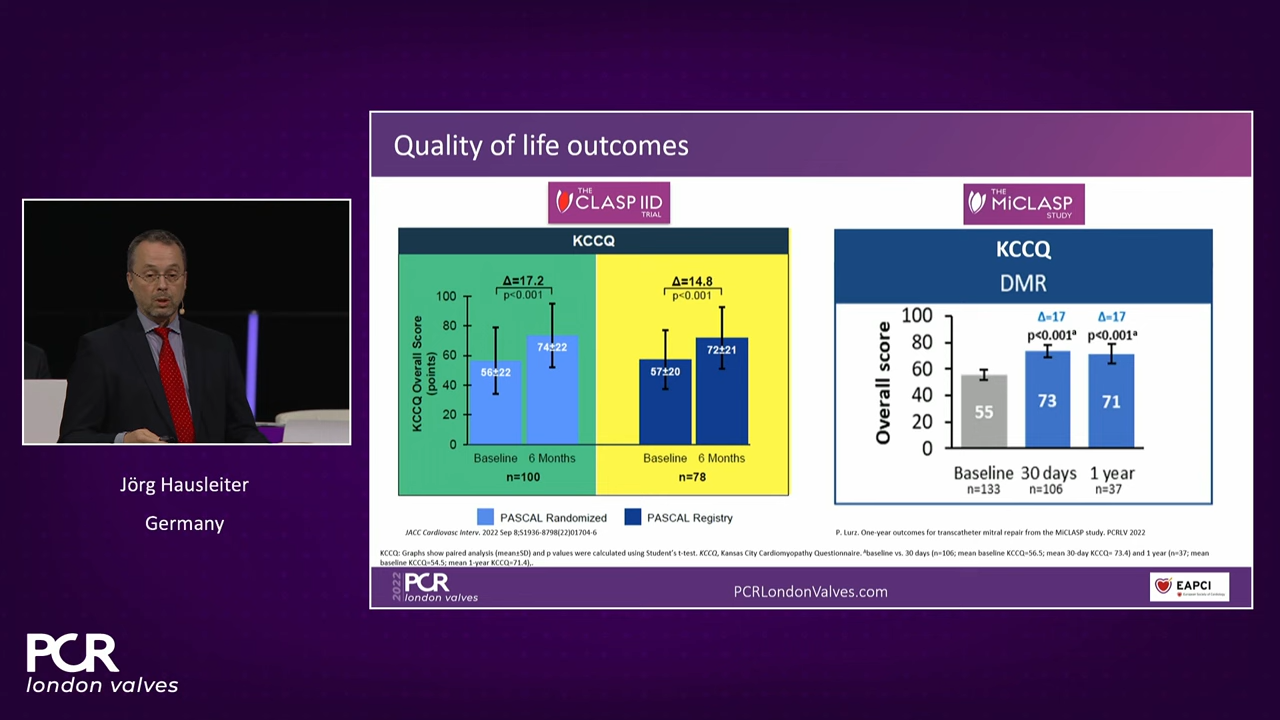 Quality of life outcomes
THE
CLASP IID
TRIAL
KCCQ
KCCQ Overall Score
(points)
100
80
60
40
20
0
Δ=17.2
p<0.001
56±22
74±22
Baseline
6 Months
n=100
Δ=14.8
p<0.001
57±20
72±21
Baseline
6 Months
n=78
PASCAL Randomized
PASCAL Registry
JACC Cardiovasc Interv. 2022 Sep 8;S1936-8798(22)01704-6
THE
MiCLASP
STUDY
KCCQ
DMR
Overall score
100
80
60
40
20
0
Δ=17
p<0.001ᵃ
Δ=17
p<0.001ᵃ
55
73
71
Baseline
n=133
30 days
n=106
1 year
n=37
P. Lurz. One-year outcomes for transcatheter mitral repair from the MiCLASP study. PCRLV 2022
KCCQ: Graphs show paired analysis (mean±SD) and p values were calculated using Student's t-test. KCCQ, Kansas City Cardiomyopathy Questionnaire. ᵃbaseline vs. 30 days (n=106; mean baseline KCCQ=56.5; mean 30-day KCCQ= 73.4) and 1 year (n=37; mean
baseline KCCQ=54.5; mean 1-year KCCQ=71.4)..
2022
PCR
london valves
PCRLondonValves.com
EAPCI
Jörg Hausleiter
Germany
PCR
london valves